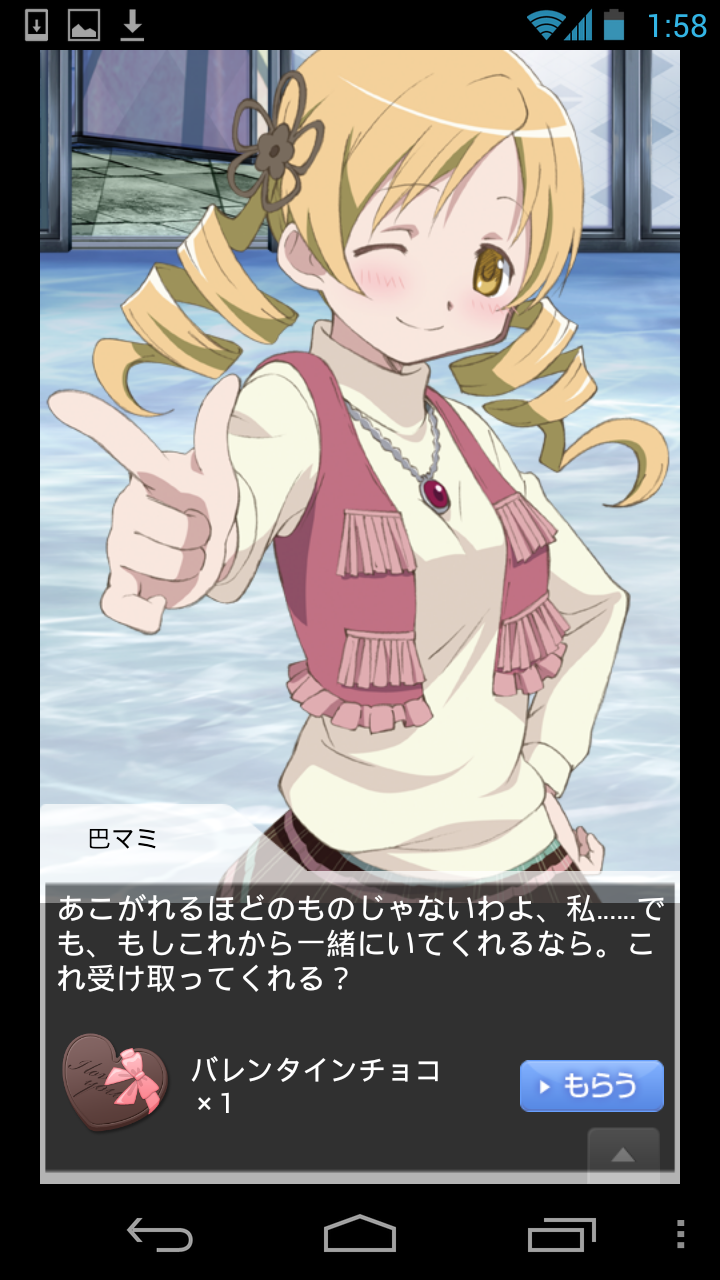 1:58
巴マミ
あこがれるほどのものじゃないわよ、私……で
も、もしこれから一緒にいてくれるなら。こ
れ受け取ってくれる？
I love
you
バレンタインチョコ
×1
もらう